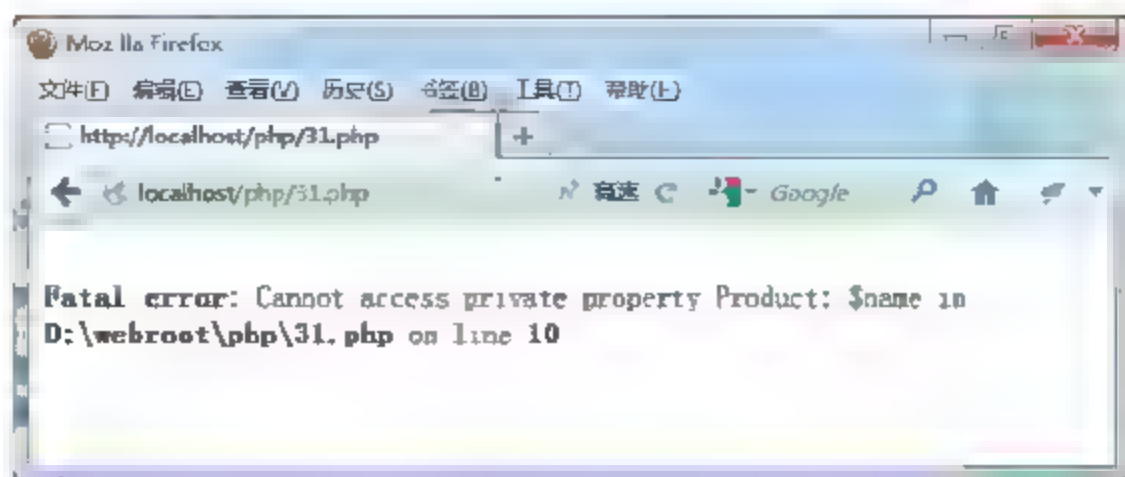 Mozilla Firefox
文件(F) 编辑(E) 查看(V) 历史(S) 书签(B) 工具(T) 帮助(H)
http://localhost/php/31.php +
localhost/php/31.php Google
Fatal error: Cannot access private property Product::$name in
D:\webroot\php\31.php on line 10